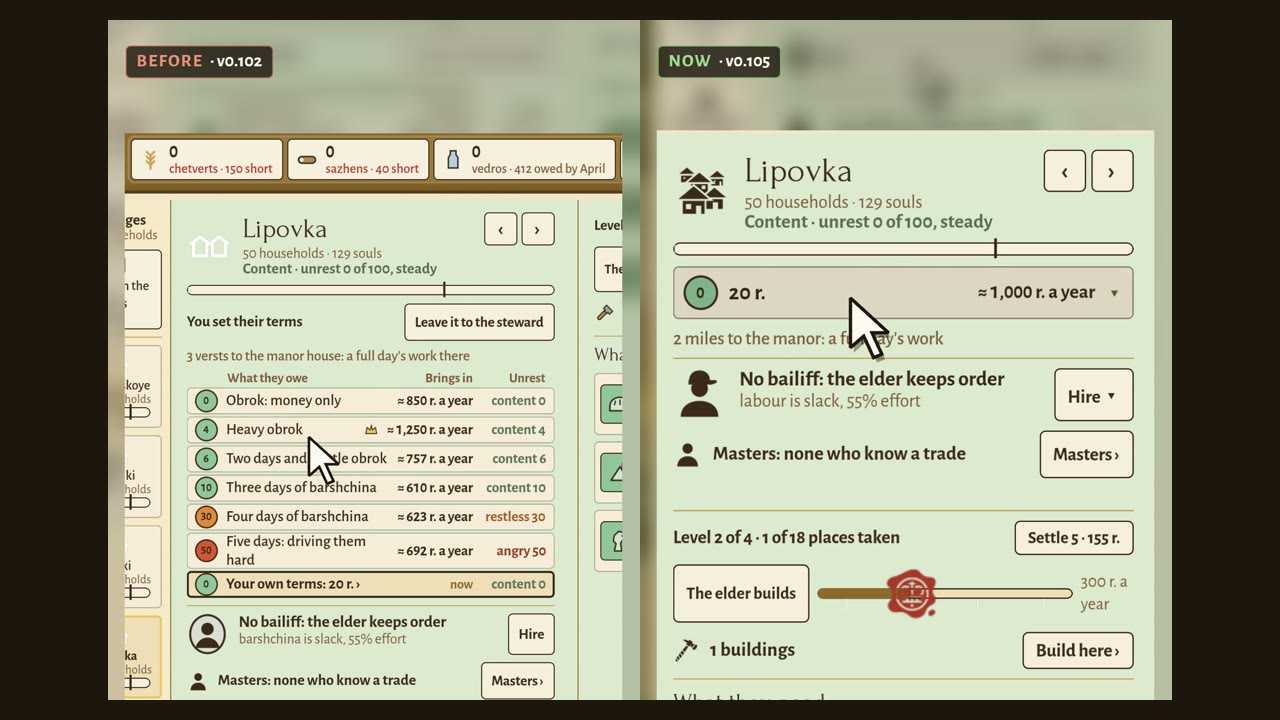 BEFORE · v0.102
0
chetverts · 150 short
0
sazhens · 40 short
0
vedros · 412 owed by April
ges
eholds
n the
s
koye
holds
ki
holds
ki
holds
ka
holds
Lipovka
50 households · 129 souls
Content · unrest 0 of 100, steady
‹ ›
You set their terms
Leave it to the steward
3 versts to the manor house: a full day's work there
What they owe Brings in Unrest
0 Obrok: money only ≈ 850 r. a year content 0
4 Heavy obrok ≈ 1,250 r. a year content 4
6 Two days and le obrok ≈ 757 r. a year content 6
10 Three days of barshchina ≈ 610 r. a year content 10
30 Four days of barshchina ≈ 623 r. a year restless 30
50 Five days: driving them hard ≈ 692 r. a year angry 50
0 Your own terms: 20 r. › now content 0
No bailiff: the elder keeps order
barshchina is slack, 55% effort
Hire
Masters: none who know a trade
Masters ›
Level
The
Wha
NOW · v0.105
Lipovka
50 households · 129 souls
Content · unrest 0 of 100, steady
‹ ›
0 20 r. ≈ 1,000 r. a year ▾
2 miles to the manor: a fu ay's work
No bailiff: the elder keeps order
labour is slack, 55% effort
Hire ▾
Masters: none who know a trade
Masters ›
Level 2 of 4 · 1 of 18 places taken
Settle 5 · 155 r.
The elder builds
300 r. a
year
1 buildings
Build here ›